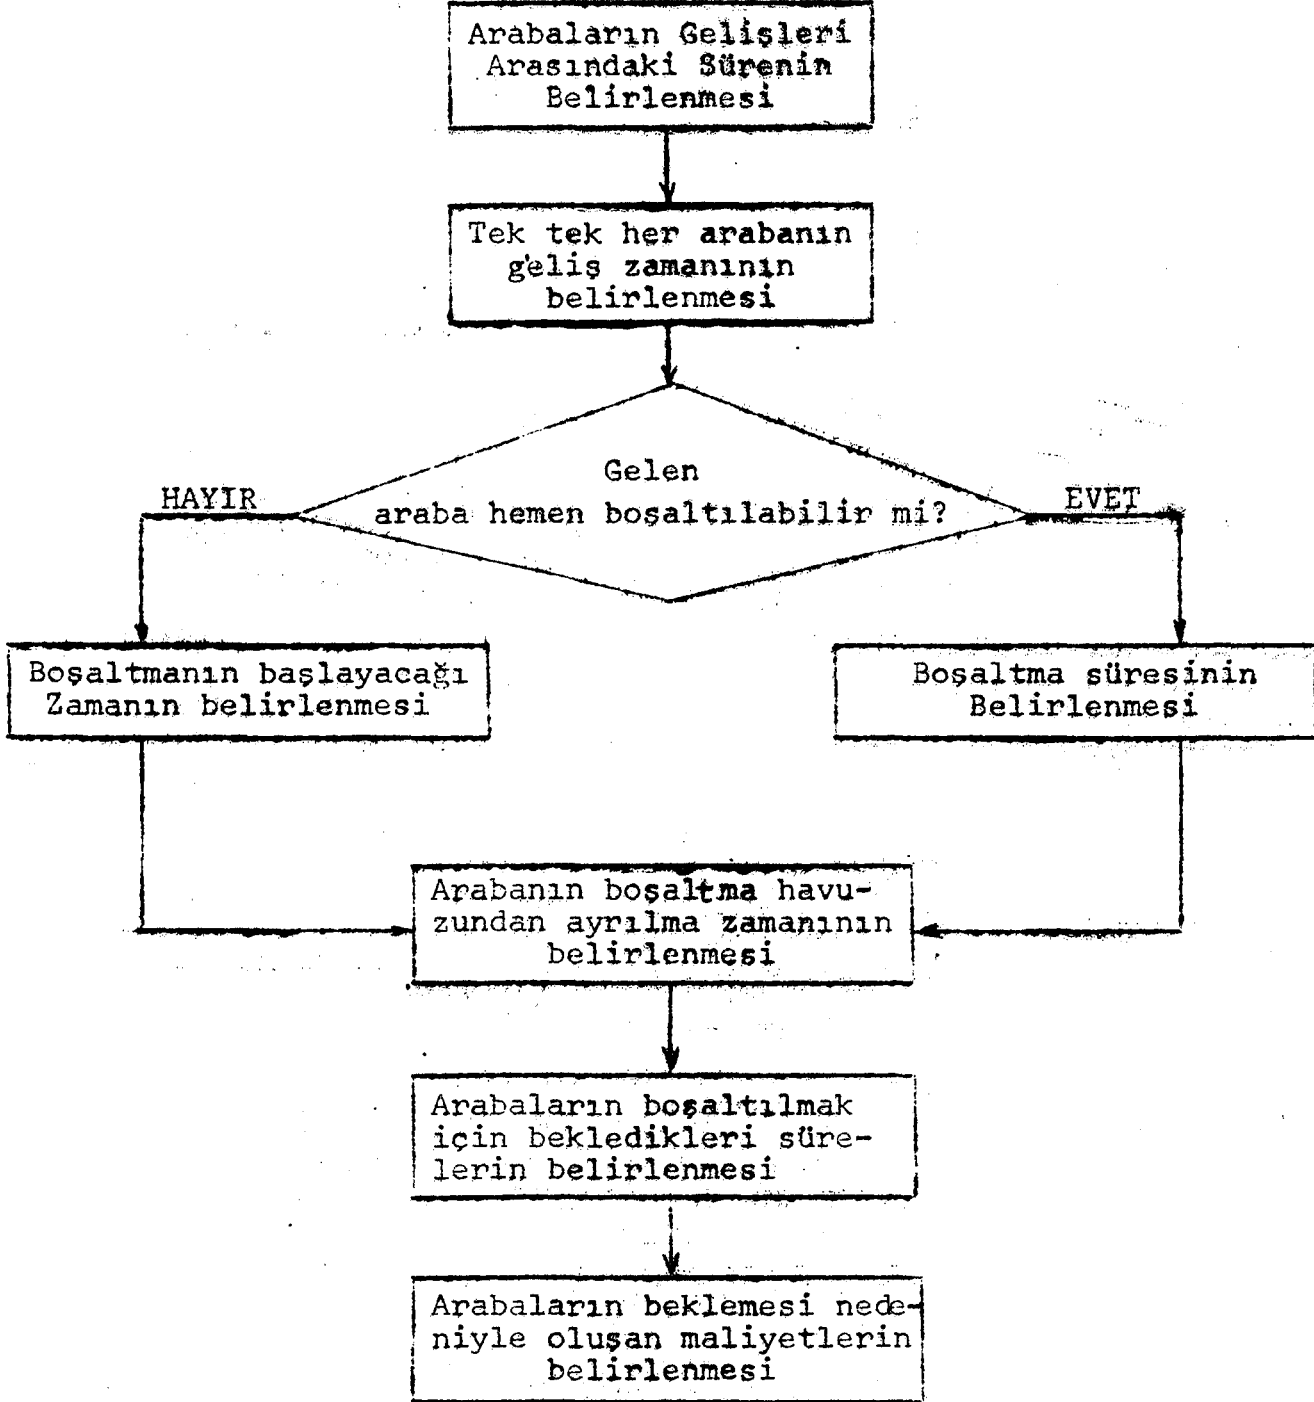 Arabaların Gelişleri
Arasındaki Sürenin
Belirlenmesi
Tek tek her arabanın
geliş zamanının
belirlenmesi
Gelen
araba hemen boşaltılabilir mi?
HAYIR
EVET
Boşaltmanın başlayacağı
Zamanın belirlenmesi
Boşaltma süresinin
Belirlenmesi
Arabanın boşaltma havu-
zundan ayrılma zamanının
belirlenmesi
Arabaların boşaltılmak
için bekledikleri süre-
lerin belirlenmesi
Arabaların beklemesi nede-
niyle oluşan maliyetlerin
belirlenmesi